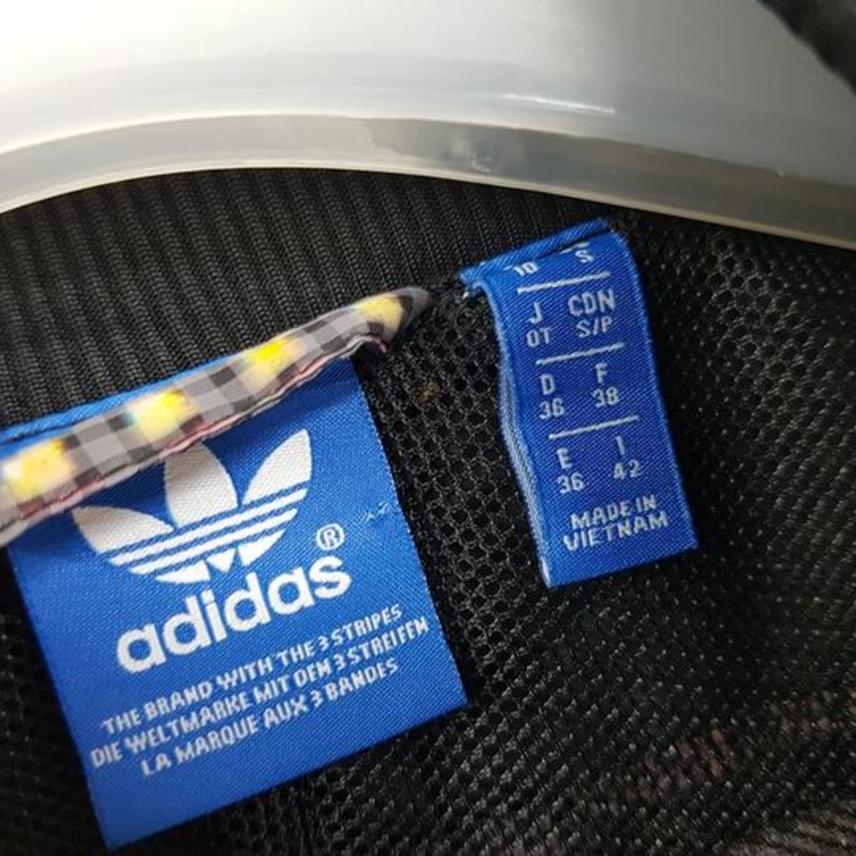 adidas®
THE BRAND WITH THE 3 STRIPES
DIE WELTMARKE MIT DEN 3 STREIFEN
LA MARQUE AUX 3 BANDES
10 S
J CDN
OT S/P
D F
36 38
E I
36 42
MADE IN
VIETNAM